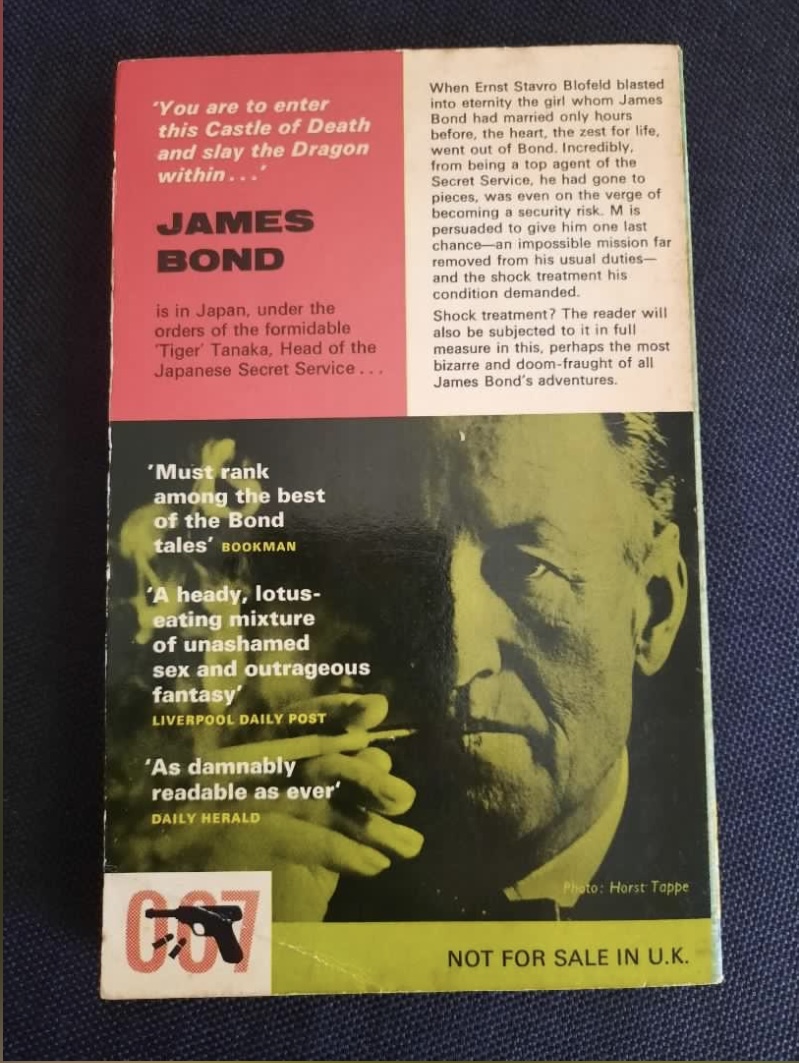 'You are to enter
this Castle of Death
and slay the Dragon
within...'
JAMES
BOND
is in Japan, under the
orders of the formidable
'Tiger' Tanaka, Head of the
Japanese Secret Service...
When Ernst Stavro Blofeld blasted
into eternity the girl whom James
Bond had married only hours
before, the heart, the zest for life,
went out of Bond. Incredibly,
from being a top agent of the
Secret Service, he had gone to
pieces, was even on the verge of
becoming a security risk. M is
persuaded to give him one last
chance—an impossible mission far
removed from his usual duties—
and the shock treatment his
condition demanded.
Shock treatment? The reader will
also be subjected to it in full
measure in this, perhaps the most
bizarre and doom-fraught of all
James Bond's adventures.
'Must rank
among the best
of the Bond
tales' BOOKMAN
'A heady, lotus-
eating mixture
of unashamed
sex and outrageous
fantasy'
LIVERPOOL DAILY POST
'As damnably
readable as ever'
DAILY HERALD
Photo: Horst Tappe
007
NOT FOR SALE IN U.K.